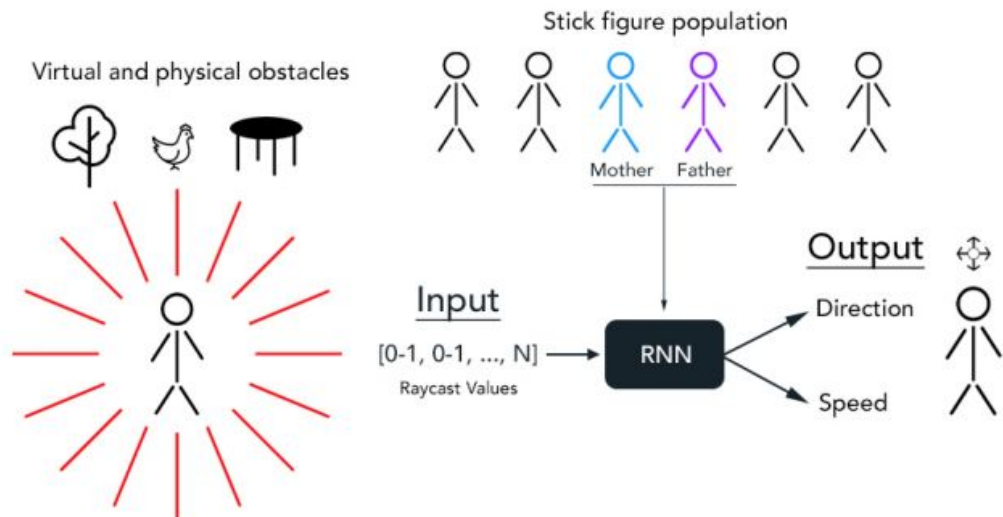 Stick figure population
Virtual and physical obstacles
Mother
Father
Input
[0-1, 0-1, ..., N]
Raycast Values
RNN
Output
Direction
Speed